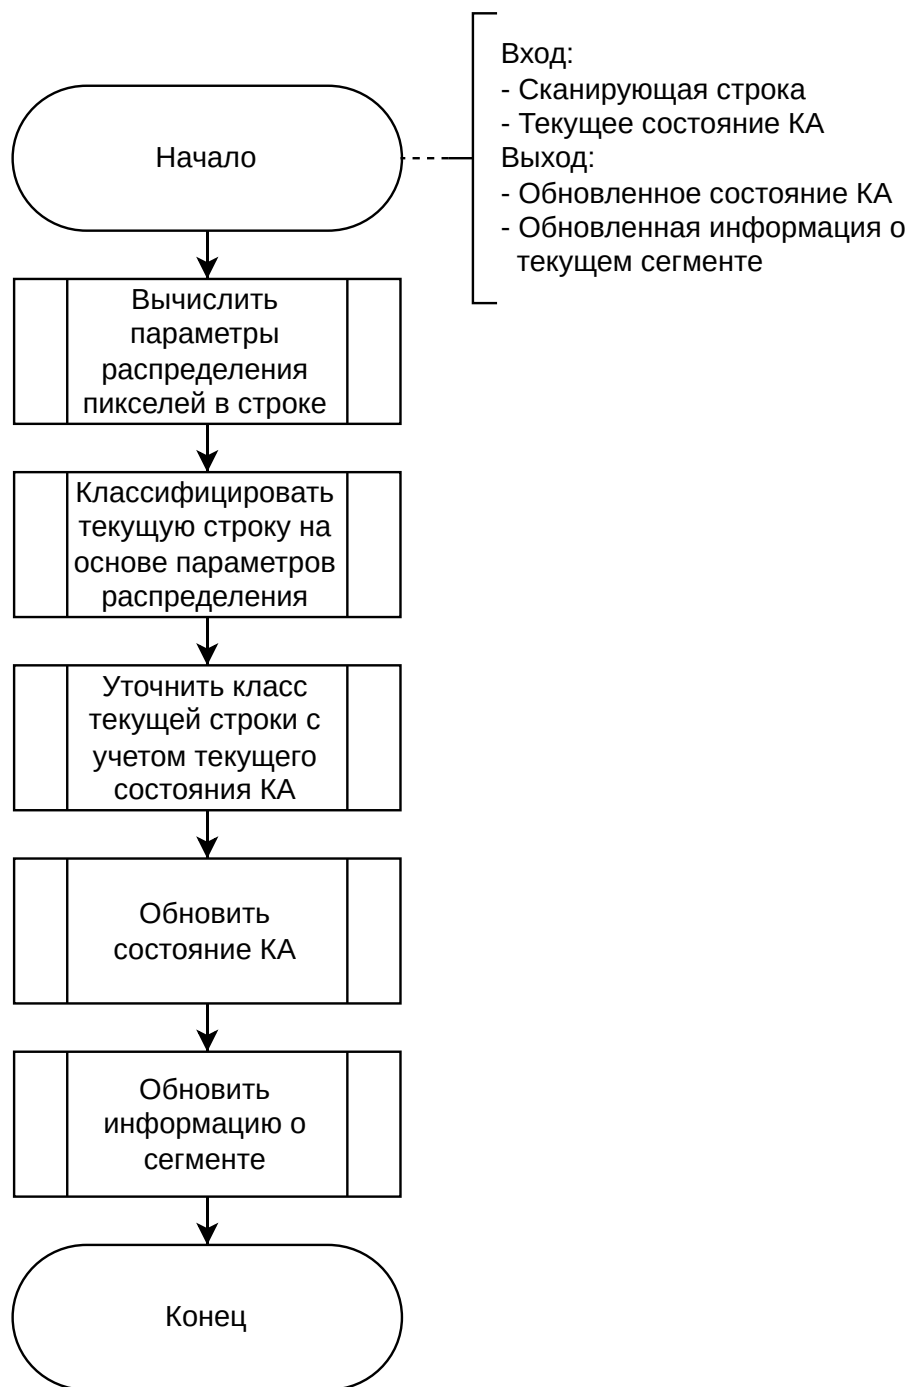 Начало
Вход:
- Сканирующая строка
- Текущее состояние КА
Выход:
- Обновленное состояние КА
- Обновленная информация о
текущем сегменте
Вычислить
параметры
распределения
пикселей в строке
Классифицировать
текущую строку на
основе параметров
распределения
Уточнить класс
текущей строки с
учетом текущего
состояния КА
Обновить
состояние КА
Обновить
информацию о
сегменте
Конец